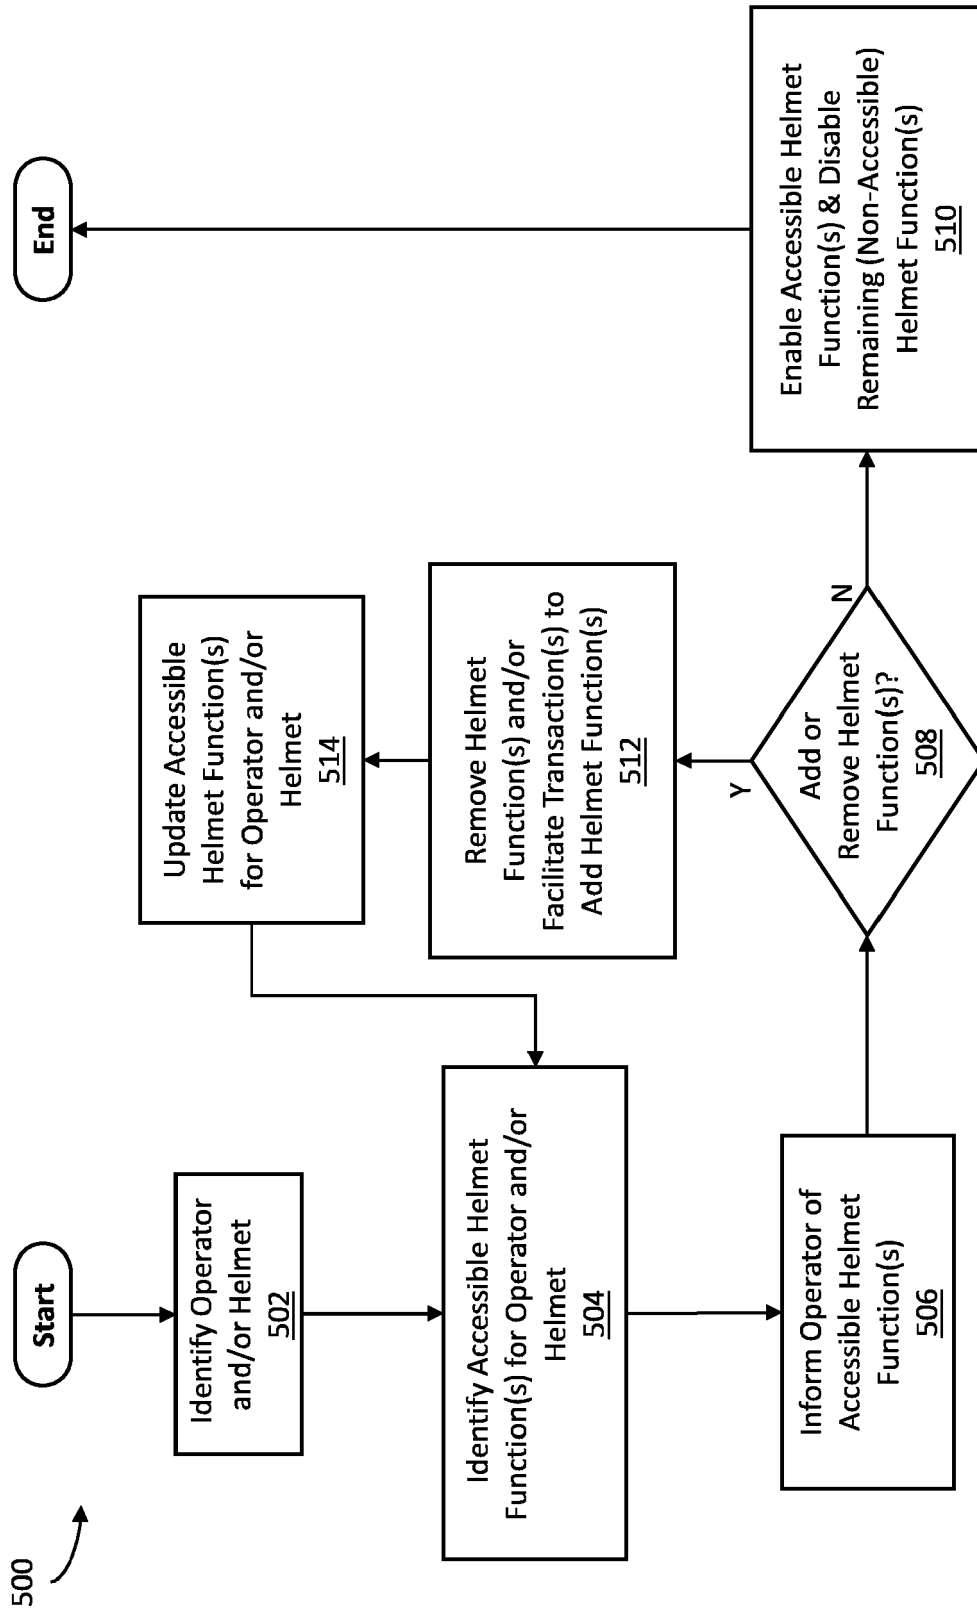 500
Start
Identify Operator
and/or Helmet
502
Identify Accessible Helmet
Function(s) for Operator and/or
Helmet
504
Inform Operator of
Accessible Helmet
Function(s)
506
Add or
Remove Helmet
Function(s)?
508
Y
N
Remove Helmet
Function(s) and/or
Facilitate Transaction(s) to
Add Helmet Function(s)
512
Update Accessible
Helmet Function(s)
for Operator and/or
Helmet
514
Enable Accessible Helmet
Function(s) & Disable
Remaining (Non-Accessible)
Helmet Function(s)
510
End